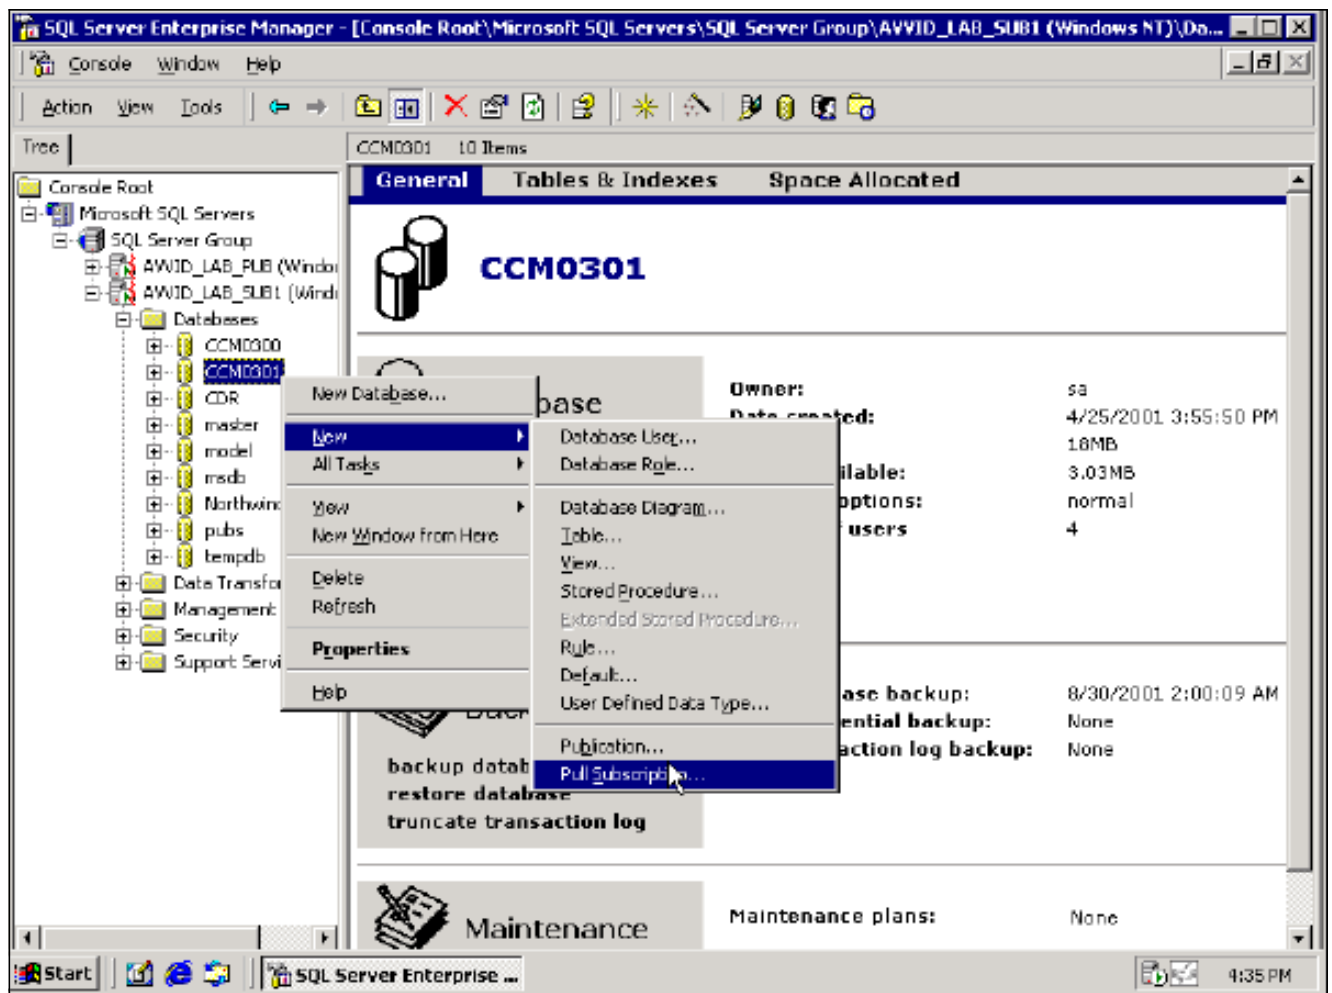 SQL Server Enterprise Manager - [Console Root\Microsoft SQL Servers\SQL Server Group\AVVID_LAB_SUB1 (Windows NT)\Da...
Console Window Help
Action View Tools
Tree
CCM0301 10 Items
Console Root
Microsoft SQL Servers
SQL Server Group
AVVID_LAB_PUB (Windo
AVVID_LAB_SUB1 (Windo
Databases
CCM0300
CCM0301
CDR
master
model
msdb
Northwind
pubs
tempdb
Data Transfo
Management
Security
Support Servi
General Tables & Indexes Space Allocated
CCM0301
base
Owner: sa
Date created: 4/25/2001 3:55:50 PM
18MB
ilable: 3.03MB
options: normal
users 4
New Database...
New
All Tasks
View
New Window from Here
Delete
Refresh
Properties
Help
Database User...
Database Role...
Database Diagram...
Table...
View...
Stored Procedure...
Extended Stored Procedure...
Rule...
Default...
User Defined Data Type...
Publication...
Pull Subscription...
ase backup: 8/30/2001 2:00:09 AM
ential backup: None
action log backup: None
backup datab
restore database
truncate transaction log
Maintenance
Maintenance plans: None
Start
SQL Server Enterprise ...
4:35 PM